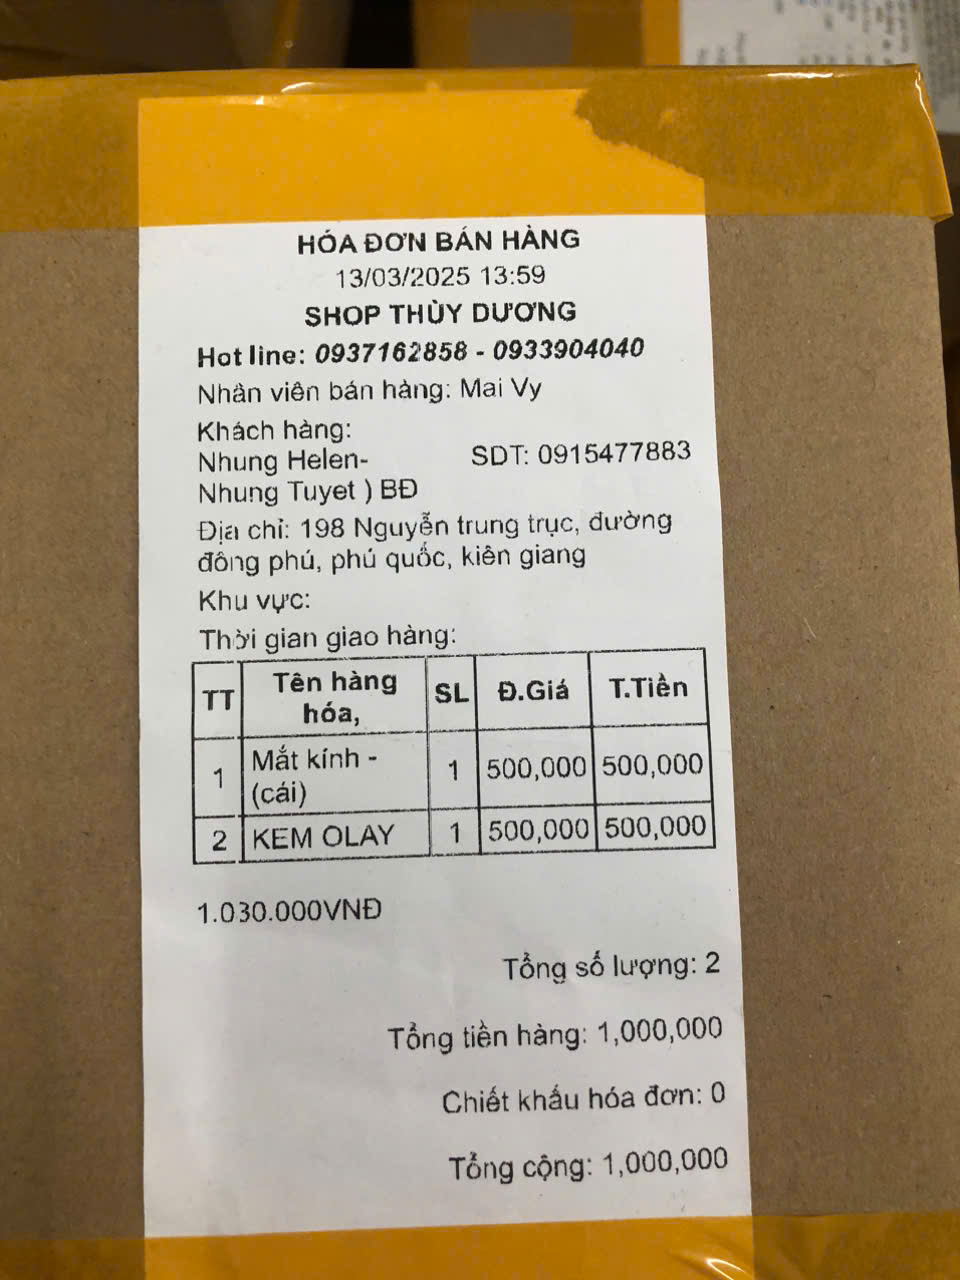 HÓA ĐƠN BÁN HÀNG
13/03/2025 13:59
SHOP THÙY DƯƠNG
Hot line: 0937162858 - 0933904040
Nhân viên bán hàng: Mai Vy
Khách hàng:
Nhung Helen- SDT: 0915477883
Nhung Tuyet ) BĐ
Địa chỉ: 198 Nguyễn trung trục, đường
đông phú, phú quốc, kiên giang
Khu vực:
Thời gian giao hàng:
TT Tên hàng hóa, SL Đ.Giá T.Tiền
1 Mắt kính - (cái) 1 500,000 500,000
2 KEM OLAY 1 500,000 500,000
1.030.000VNĐ
Tổng số lượng: 2
Tổng tiền hàng: 1,000,000
Chiết khấu hóa đơn: 0
Tổng cộng: 1,000,000